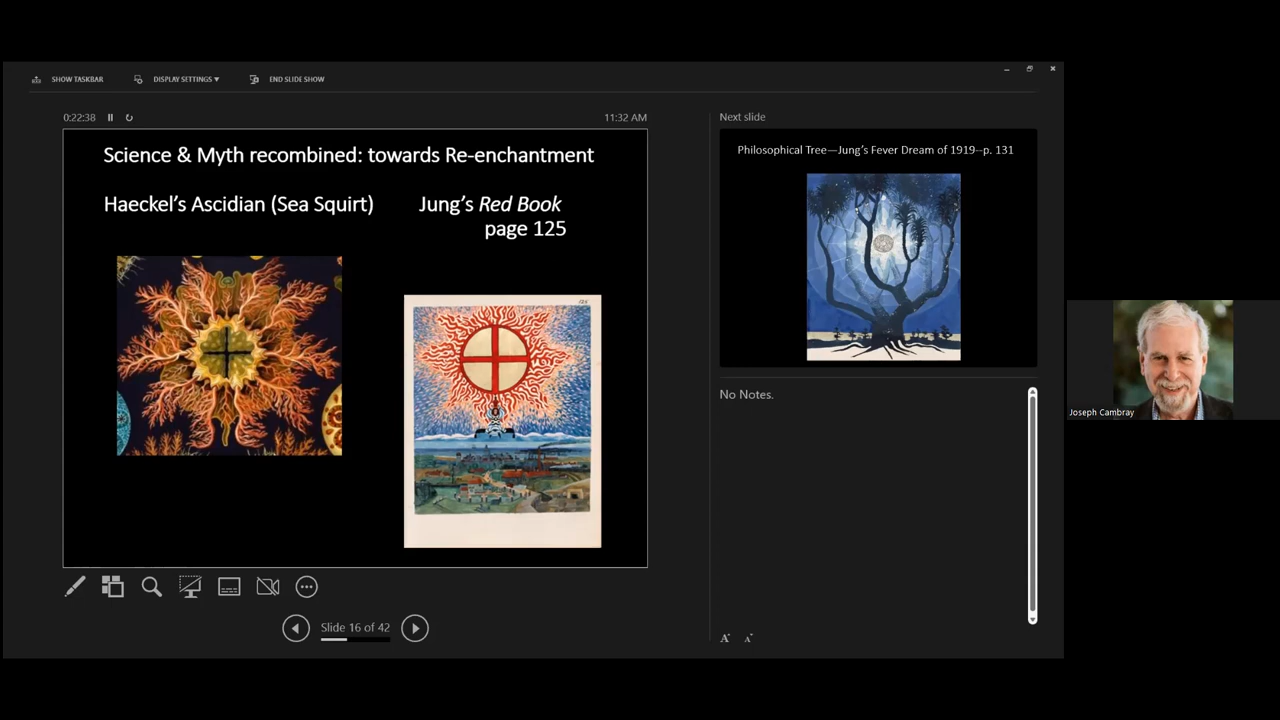 SHOW TASKBAR
DISPLAY SETTINGS ▾
END SLIDE SHOW
0:22:38
11:32 AM
Science & Myth recombined: towards Re-enchantment
Haeckel's Ascidian (Sea Squirt)
Jung's Red Book
page 125
125
Slide 16 of 42
Next slide
Philosophical Tree—Jung's Fever Dream of 1919--p. 131
No Notes.
A A
Joseph Cambray